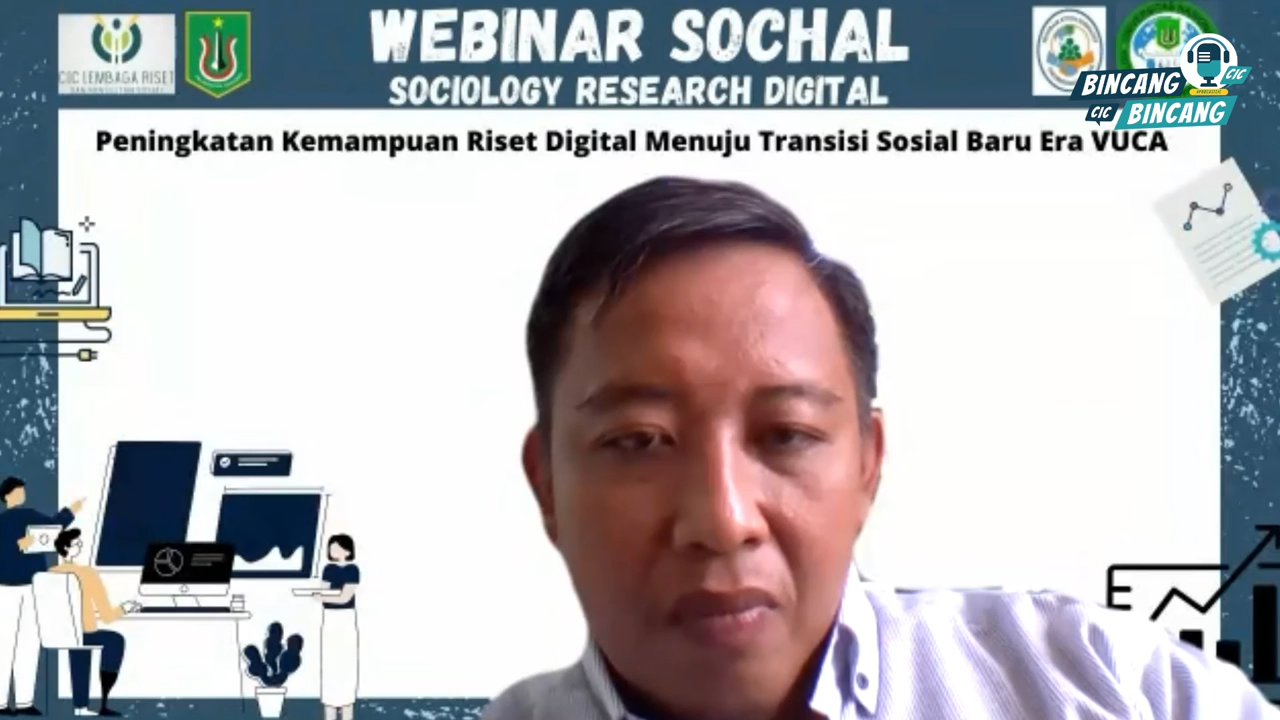 WEBINAR SOCHAL
SOCIOLOGY RESEARCH DIGITAL
CIC LEMBAGA RISET
BINCANG CIC
CIC BINCANG
Peningkatan Kemampuan Riset Digital Menuju Transisi Sosial Baru Era VUCA